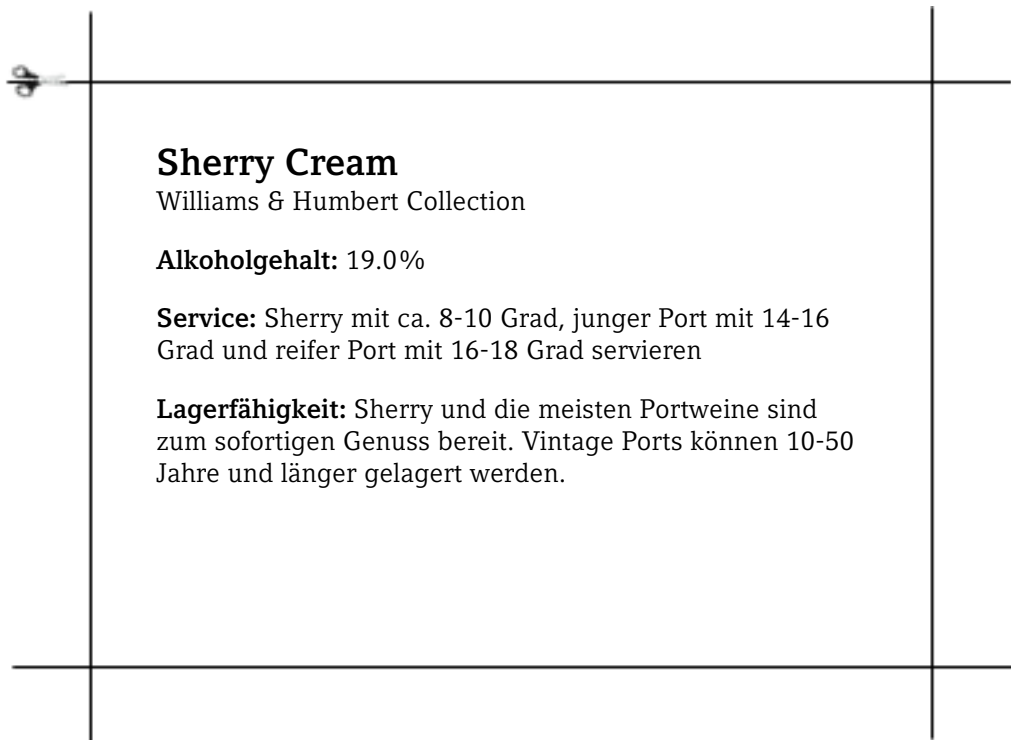 Sherry Cream
Williams & Humbert Collection
Alkoholgehalt: 19.0%
Service: Sherry mit ca. 8-10 Grad, junger Port mit 14-16
Grad und reifer Port mit 16-18 Grad servieren
Lagerfähigkeit: Sherry und die meisten Portweine sind
zum sofortigen Genuss bereit. Vintage Ports können 10-50
Jahre und länger gelagert werden.